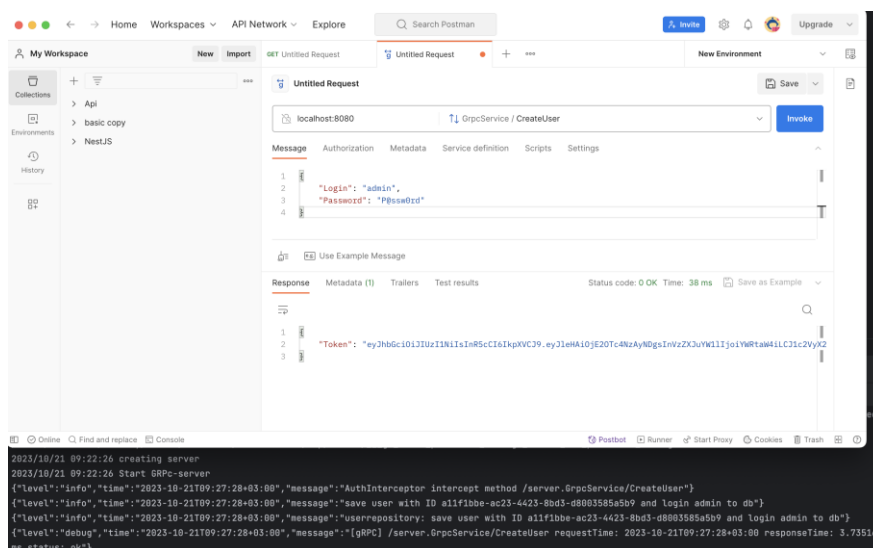 Home Workspaces API Network Explore Search Postman Invite Upgrade
My Workspace New Import GET Untitled Request Untitled Request New Environment
Collections
Environments
History
Api
basic copy
NestJS
Untitled Request Save
localhost:8080 GrpcService / CreateUser Invoke
Message Authorization Metadata Service definition Scripts Settings
1 {
2 "Login": "admin",
3 "Password": "P@ssw0rd"
4 }
Use Example Message
Response Metadata (1) Trailers Test results Status code: 0 OK Time: 38 ms Save as Example
1 {
2 "Token": "eyJhbGciOiJIUzI1NiIsInR5cCI6IkpXVCJ9.eyJleHAiOjE2OTc4NzAyNDgsInVzZXJuYW1lIjoiYWRtaW4iLCJ1c2VyX2
3 }
Online Find and replace Console Postbot Runner Start Proxy Cookies Trash
2023/10/21 09:22:26 creating server
2023/10/21 09:22:26 Start GRPc-server
{"level":"info","time":"2023-10-21T09:27:28+03:00","message":"AuthInterceptor intercept method /server.GrpcService/CreateUser"}
{"level":"info","time":"2023-10-21T09:27:28+03:00","message":"save user with ID a11f1bbe-ac23-4423-8bd3-d8003585a5b9 and login admin to db"}
{"level":"info","time":"2023-10-21T09:27:28+03:00","message":"userrepository: save user with ID a11f1bbe-ac23-4423-8bd3-d8003585a5b9 and login admin to db"}
{"level":"debug","time":"2023-10-21T09:27:28+03:00","message":"[gRPC] /server.GrpcService/CreateUser requestTime: 2023-10-21T09:27:28+03:00 responseTime: 3.7351
ms status: ok"}